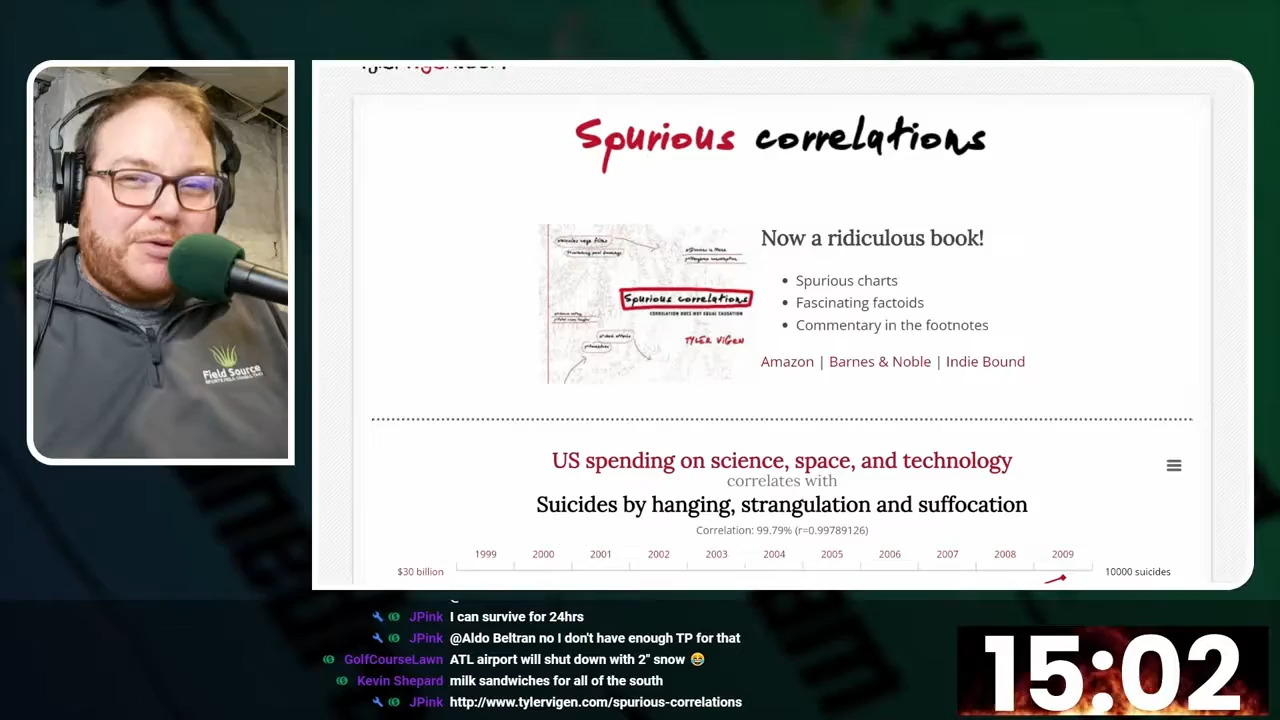 Spurious correlations
Spurious correlations
CORRELATION DOES NOT EQUAL CAUSATION
TYLER VIGEN
Now a ridiculous book!
Spurious charts
Fascinating factoids
Commentary in the footnotes
Amazon | Barnes & Noble | Indie Bound
Field Source
US spending on science, space, and technology
correlates with
Suicides by hanging, strangulation and suffocation
Correlation: 99.79% (r=0.99789126)
1999 2000 2001 2002 2003 2004 2005 2006 2007 2008 2009
$30 billion 10000 suicides
JPink I can survive for 24hrs
JPink @Aldo Beltran no I don't have enough TP for that
GolfCourseLawn ATL airport will shut down with 2" snow 😂
Kevin Shepard milk sandwiches for all of the south
JPink http://www.tylervigen.com/spurious-correlations
15:02